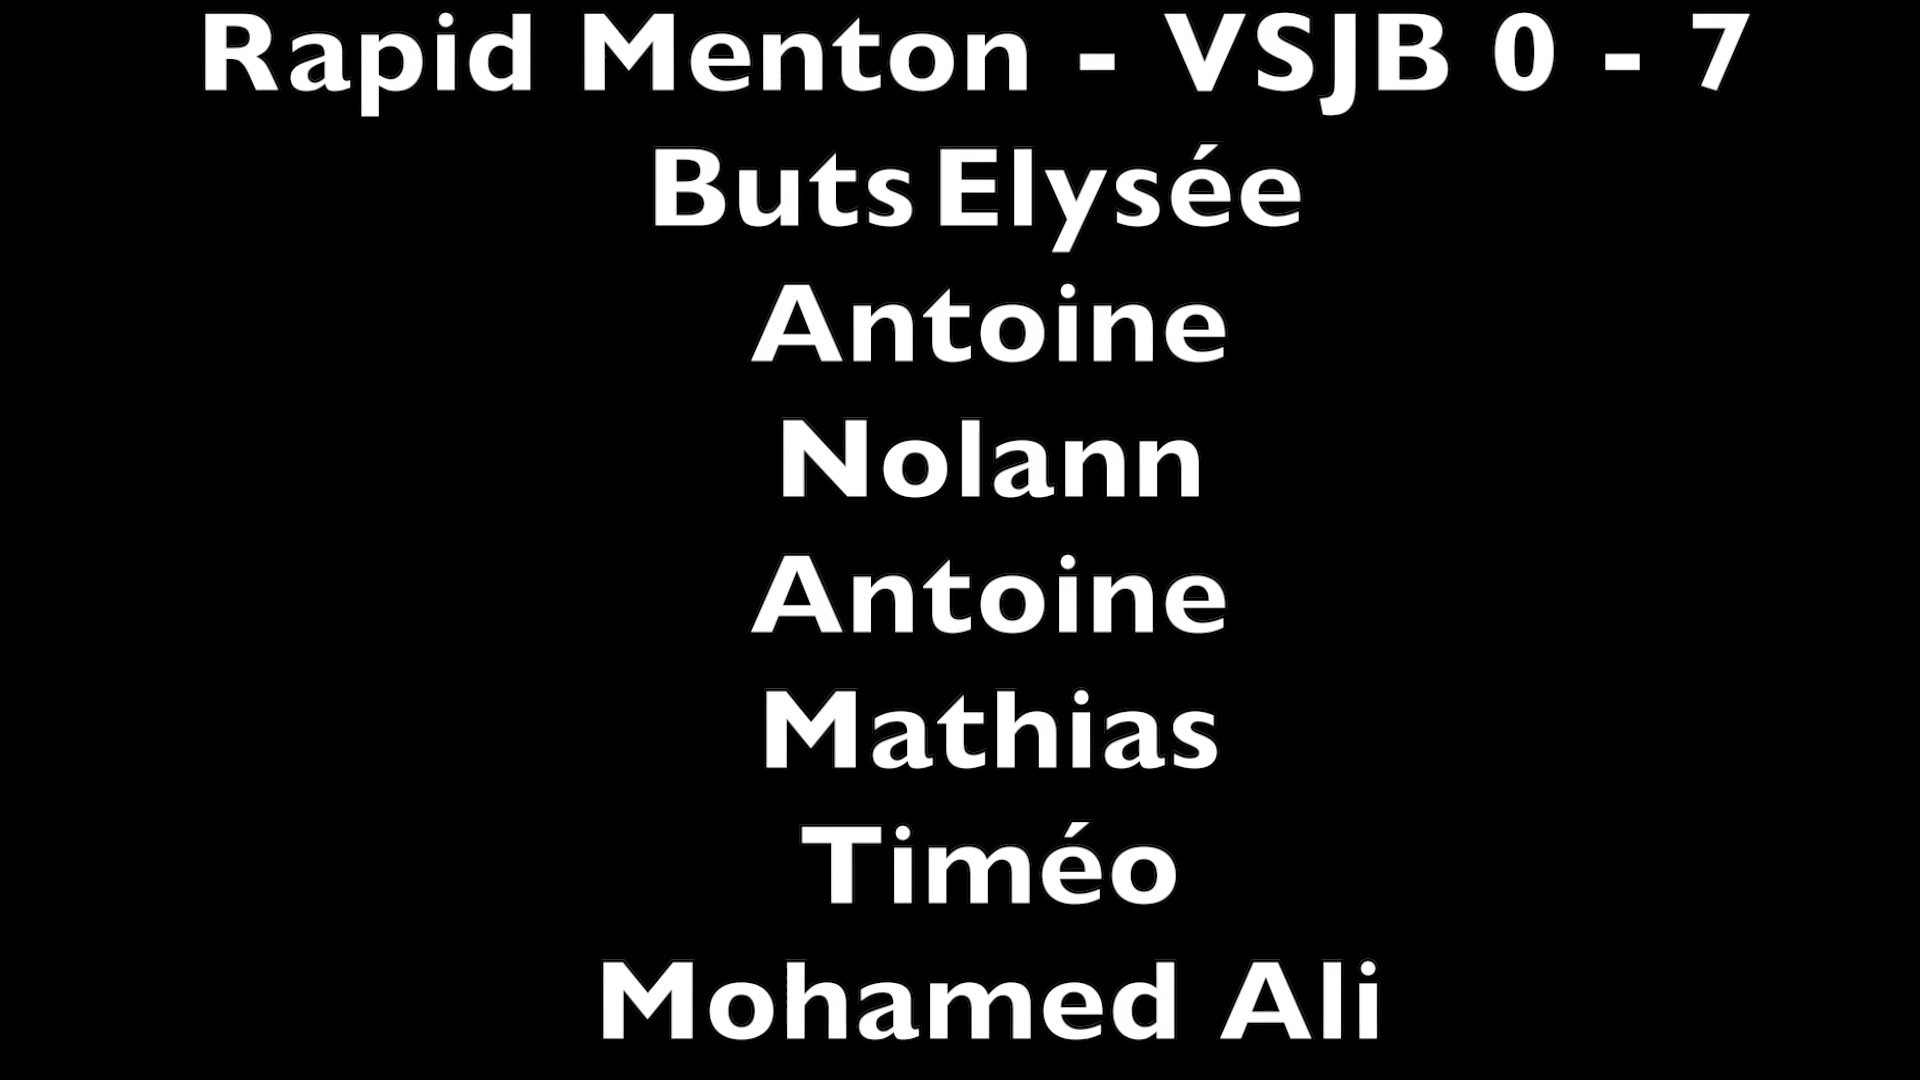 Rapid Menton - VSJB 0 - 7
Buts Elysée
Antoine
Nolann
Antoine
Mathias
Timéo
Mohamed Ali